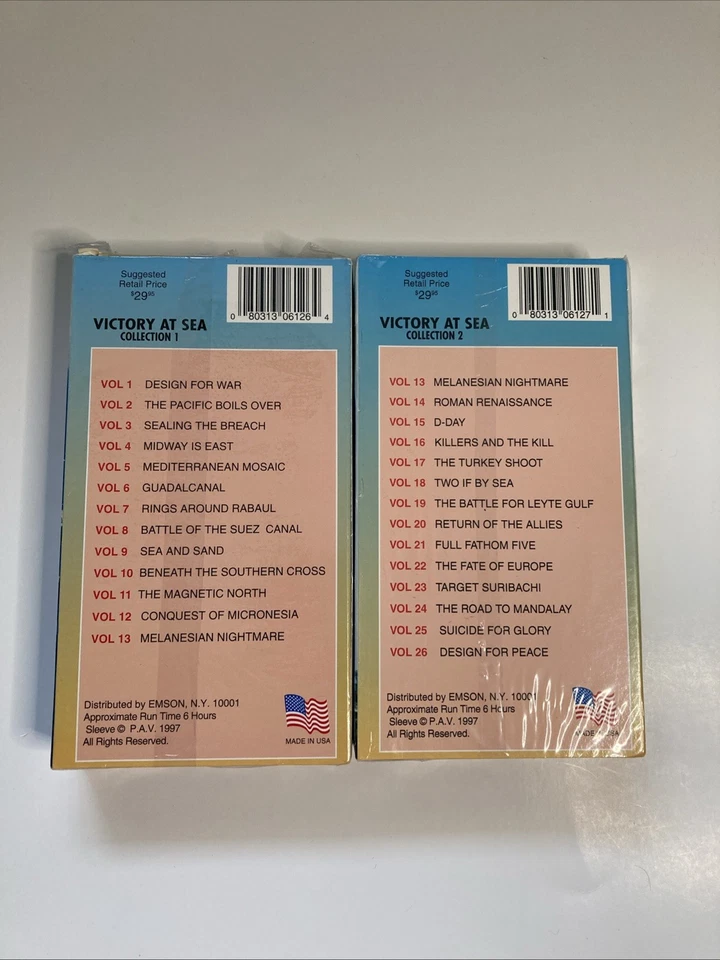 Suggested
Retail Price
$29⁹⁵
0 80313 06126 4
VICTORY AT SEA
COLLECTION 1
VOL 1 DESIGN FOR WAR
VOL 2 THE PACIFIC BOILS OVER
VOL 3 SEALING THE BREACH
VOL 4 MIDWAY IS EAST
VOL 5 MEDITERRANEAN MOSAIC
VOL 6 GUADALCANAL
VOL 7 RINGS AROUND RABAUL
VOL 8 BATTLE OF THE SUEZ CANAL
VOL 9 SEA AND SAND
VOL 10 BENEATH THE SOUTHERN CROSS
VOL 11 THE MAGNETIC NORTH
VOL 12 CONQUEST OF MICRONESIA
VOL 13 MELANESIAN NIGHTMARE
Distributed by EMSON, N.Y. 10001
Approximate Run Time 6 Hours
Sleeve © P.A.V. 1997
All Rights Reserved.
MADE IN USA
Suggested
Retail Price
$29⁹⁵
0 80313 06127 1
VICTORY AT SEA
COLLECTION 2
VOL 13 MELANESIAN NIGHTMARE
VOL 14 ROMAN RENAISSANCE
VOL 15 D-DAY
VOL 16 KILLERS AND THE KILL
VOL 17 THE TURKEY SHOOT
VOL 18 TWO IF BY SEA
VOL 19 THE BATTLE FOR LEYTE GULF
VOL 20 RETURN OF THE ALLIES
VOL 21 FULL FATHOM FIVE
VOL 22 THE FATE OF EUROPE
VOL 23 TARGET SURIBACHI
VOL 24 THE ROAD TO MANDALAY
VOL 25 SUICIDE FOR GLORY
VOL 26 DESIGN FOR PEACE
Distributed by EMSON, N.Y. 10001
Approximate Run Time 6 Hours
Sleeve © P.A.V. 1997
All Rights Reserved.
MADE IN USA